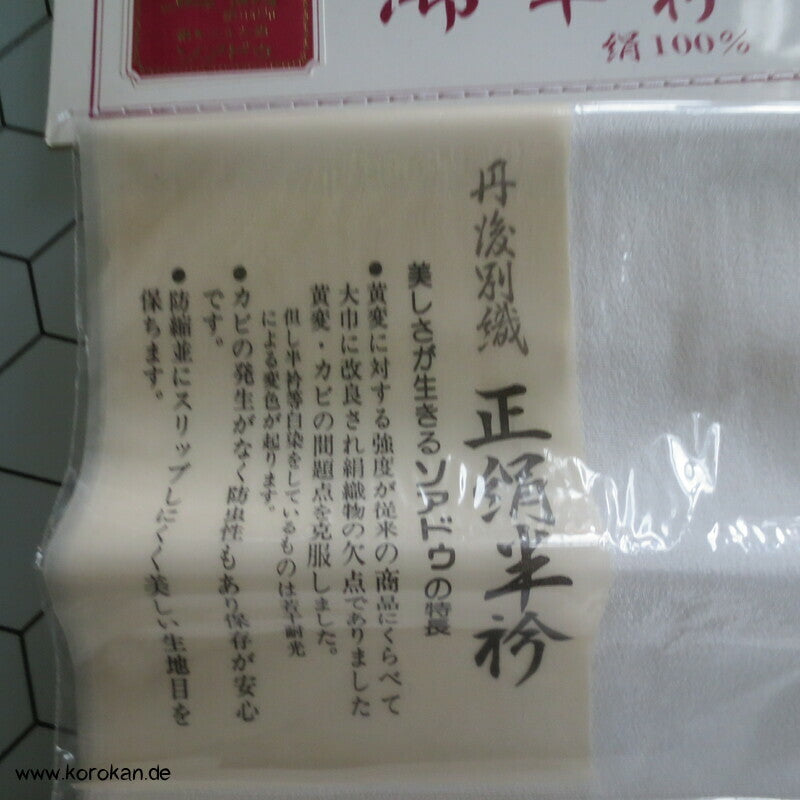 御半衿
絹100%
丹後別織 正絹半衿
美しさが生きるソアドウの特長
●黄変に対する強度が従来の商品にくらべて
大巾に改良され絹織物の欠点でありました
黄変・カビの問題点を克服しました。
但し半衿等白染をしているものは若干耐光
による変色が起ります。
●カビの発生がなく防虫性もあり保存が安心
です。
●防縮並にスリップしにくく美しい生地目を
保ちます。
www.korokan.de